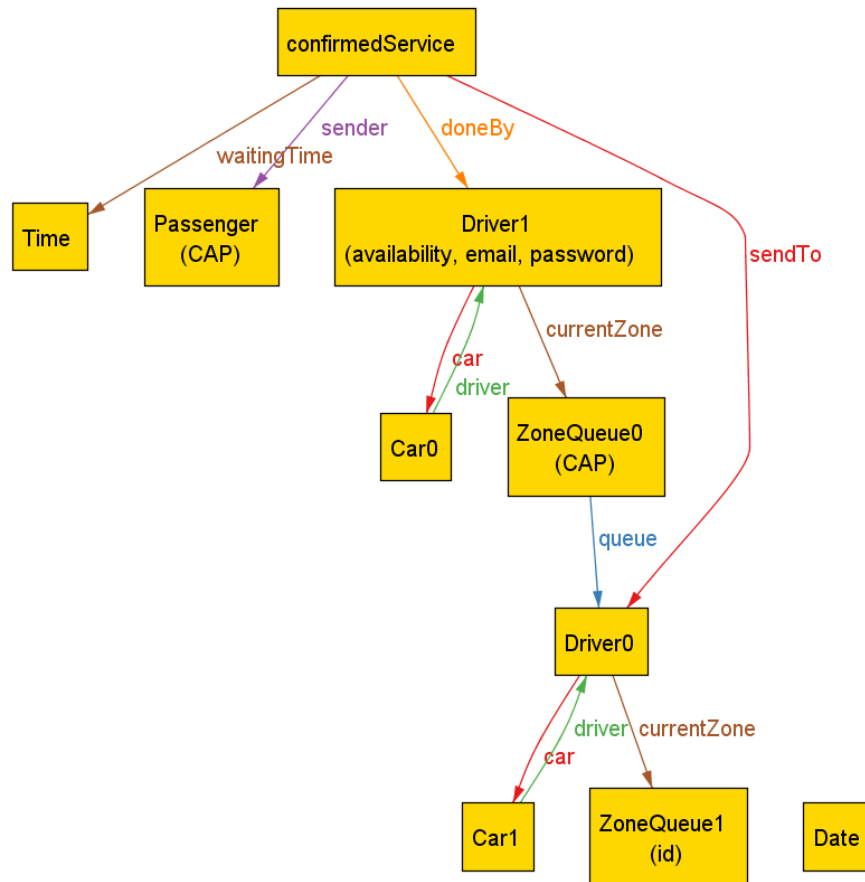 confirmedService
sender
doneBy
waitingTime
Time
Passenger
(CAP)
Driver1
(availability, email, password)
sendTo
currentZone
car
driver
Car0
ZoneQueue0
(CAP)
queue
Driver0
driver
currentZone
car
Car1
ZoneQueue1
(id)
Date